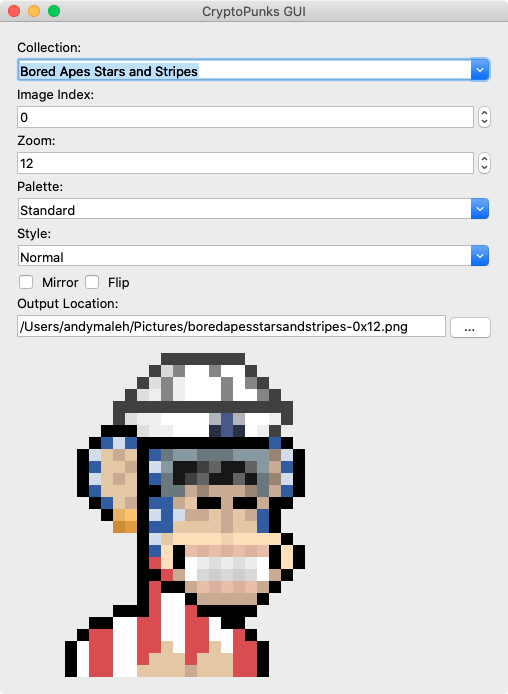 CryptoPunks GUI
Collection:
Bored Apes Stars and Stripes
Image Index:
0
Zoom:
12
Palette:
Standard
Style:
Normal
Mirror Flip
Output Location:
/Users/andymaleh/Pictures/boredapesstarsandstripes-0x12.png ...